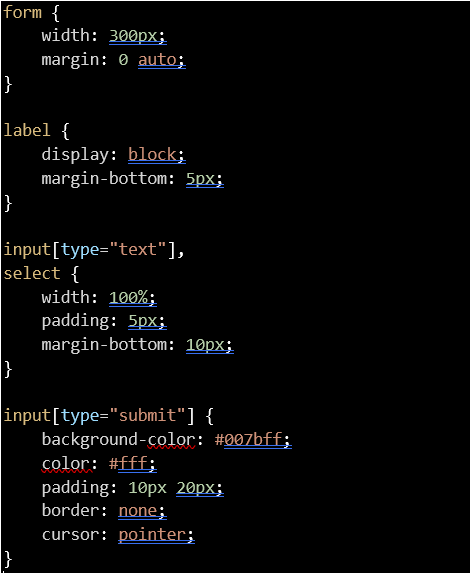 form {
    width: 300px;
    margin: 0 auto;
}

label {
    display: block;
    margin-bottom: 5px;
}

input[type="text"],
select {
    width: 100%;
    padding: 5px;
    margin-bottom: 10px;
}

input[type="submit"] {
    background-color: #007bff;
    color: #fff;
    padding: 10px 20px;
    border: none;
    cursor: pointer;
}